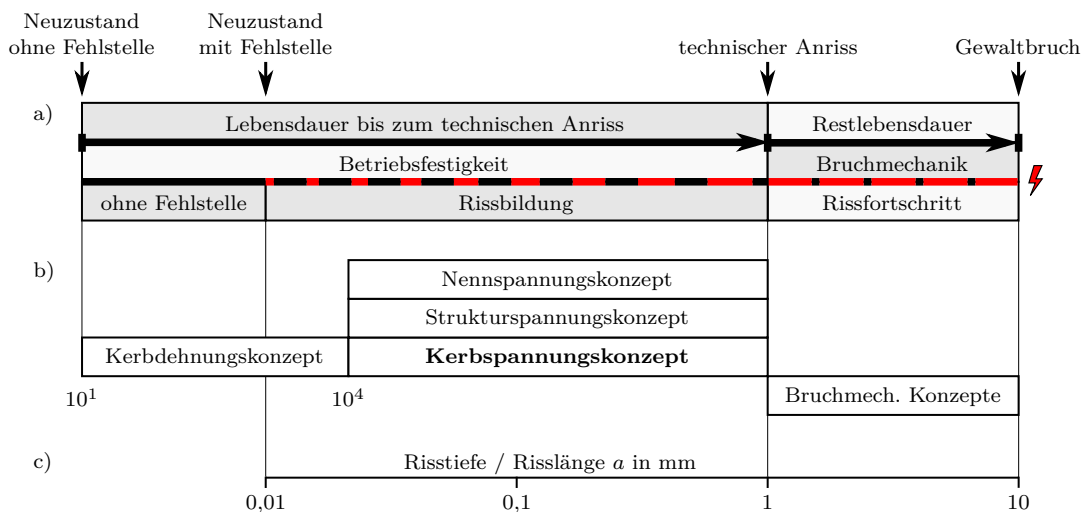 Neuzustand
ohne Fehlstelle
Neuzustand
mit Fehlstelle
technischer Anriss
Gewaltbruch
a)
Lebensdauer bis zum technischen Anriss
Restlebensdauer
Betriebsfestigkeit
Bruchmechanik
ohne Fehlstelle
Rissbildung
Rissfortschritt
b)
Nennspannungskonzept
Strukturspannungskonzept
Kerbdehnungskonzept
Kerbspannungskonzept
10¹
10⁴
Bruchmech. Konzepte
c)
Risstiefe / Risslänge a in mm
0,01
0,1
1
10